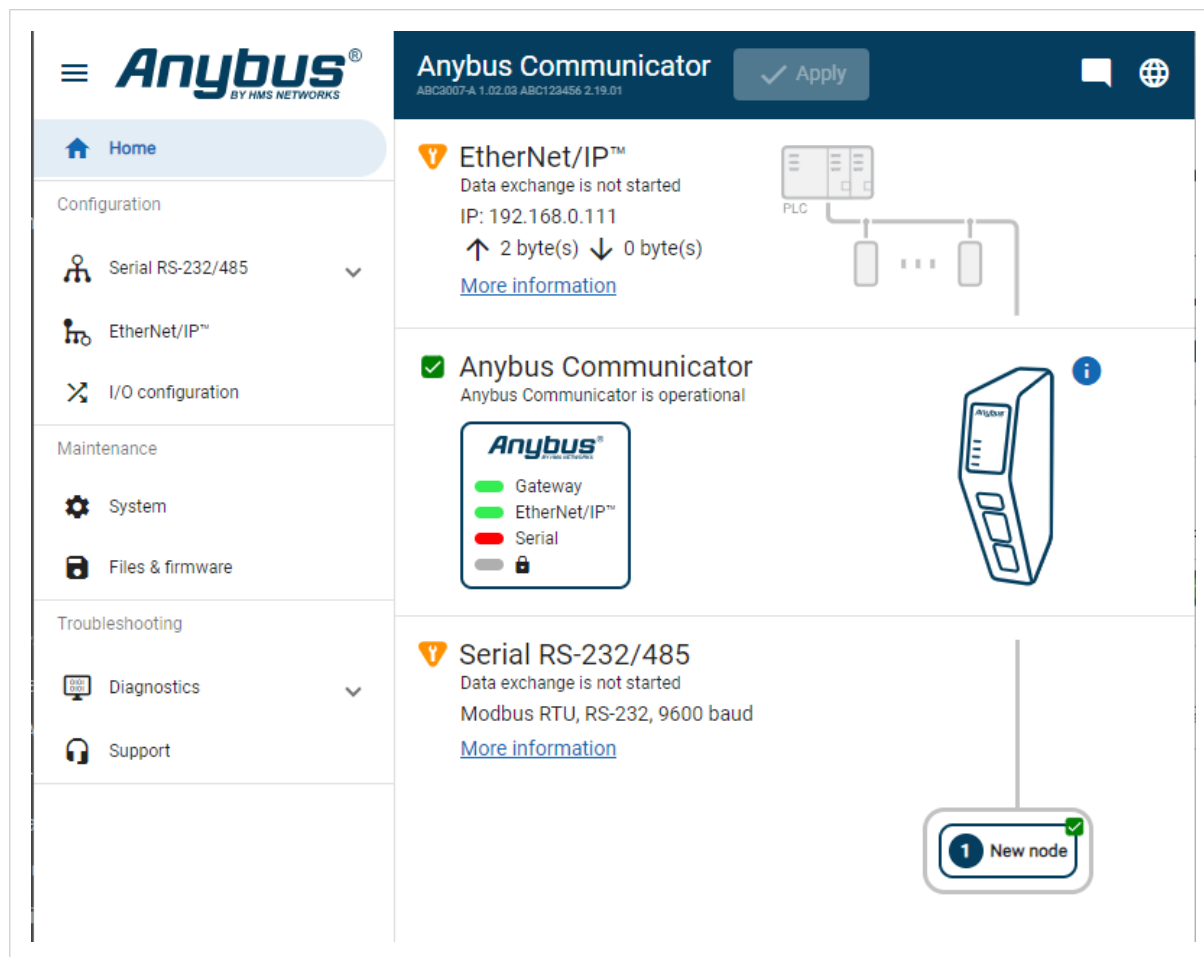 Anybus®
BY HMS NETWORKS
Home
Configuration
Serial RS-232/485
EtherNet/IP™
I/O configuration
Maintenance
System
Files & firmware
Troubleshooting
Diagnostics
Support
Anybus Communicator
ABC3007-A 1.02.03 ABC123456 2.19.01
Apply
EtherNet/IP™
Data exchange is not started
IP: 192.168.0.111
2 byte(s) 0 byte(s)
More information
PLC
Anybus Communicator
Anybus Communicator is operational
Anybus®
BY HMS NETWORKS
Gateway
EtherNet/IP™
Serial
Anybus
Serial RS-232/485
Data exchange is not started
Modbus RTU, RS-232, 9600 baud
More information
1 New node